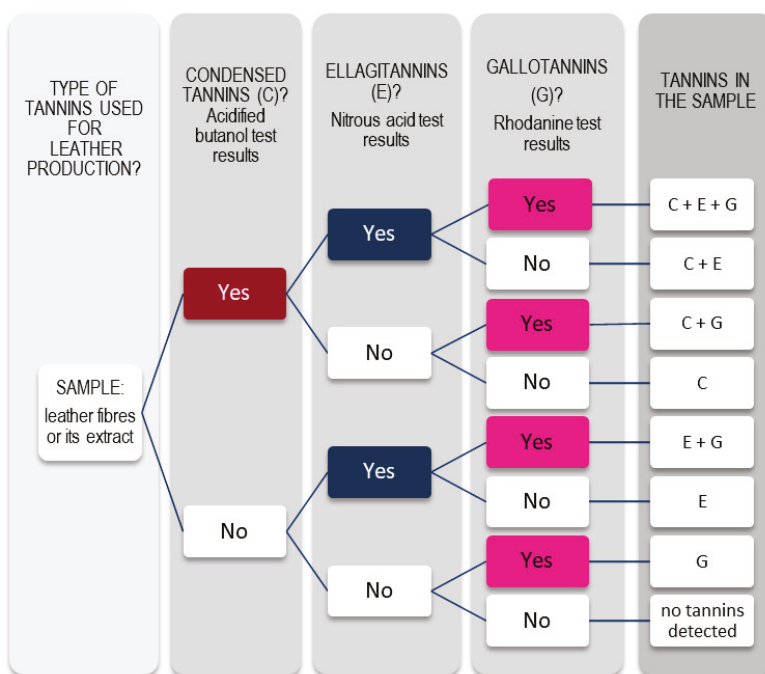 TYPE OF
TANNINS USED
FOR
LEATHER
PRODUCTION?
CONDENSED
TANNINS (C)?
Acidified
butanol test
results
ELLAGITANNINS
(E)?
Nitrous acid test
results
GALLOTANNINS
(G)?
Rhodanine test
results
TANNINS IN
THE SAMPLE
SAMPLE:
leather fibres
or its extract
Yes
No
Yes
No
Yes
No
Yes
No
Yes
No
Yes
No
Yes
No
C + E + G
C + E
C + G
C
E + G
E
G
no tannins
detected